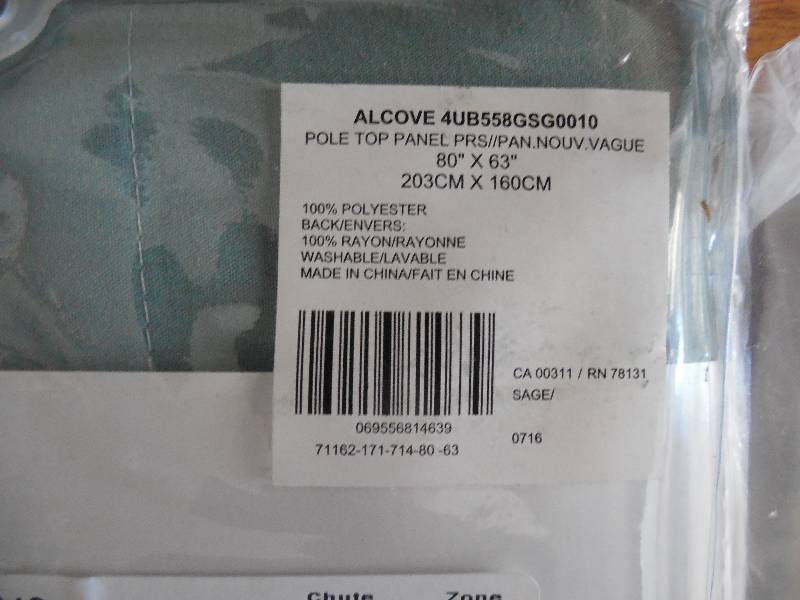 ALCOVE 4UB558GSG0010
POLE TOP PANEL PRS//PAN.NOUV.VAGUE
80" X 63"
203CM X 160CM
100% POLYESTER
BACK/ENVERS:
100% RAYON/RAYONNE
WASHABLE/LAVABLE
MADE IN CHINA/FAIT EN CHINE
CA 00311 / RN 78131
SAGE/
069556814639
0716
71162-171-714-80 -63
Chute Zone